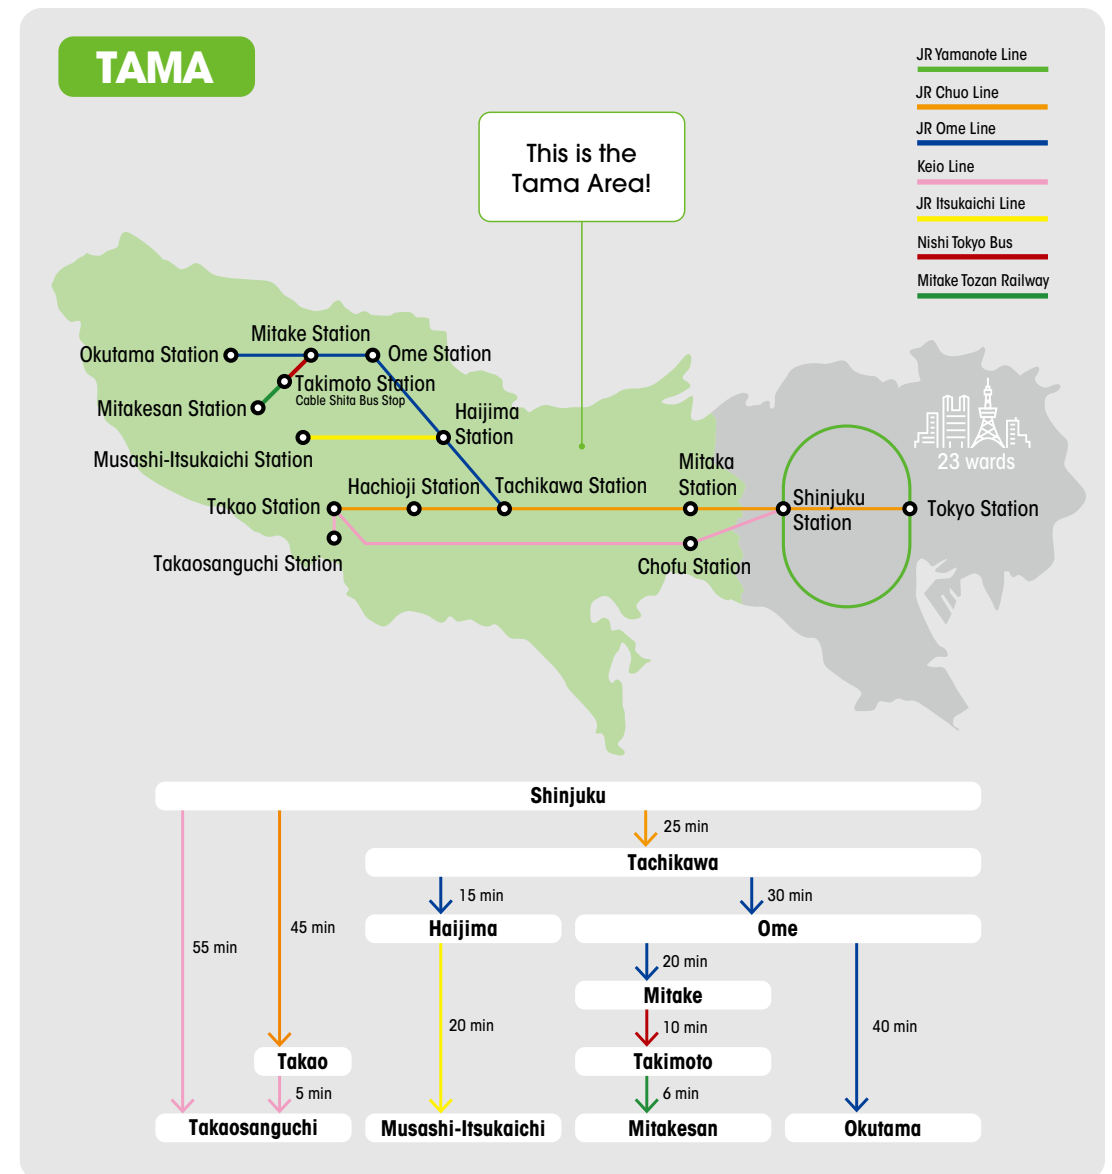 TAMA
JR Yamanote Line
JR Chuo Line
JR Ome Line
Keio Line
JR Itsukaichi Line
Nishi Tokyo Bus
Mitake Tozan Railway
This is the
Tama Area!
Mitake Station
Okutama Station
Ome Station
Takimoto Station
Cable Shita Bus Stop
Mitakesan Station
Haijima
Station
Musashi-Itsukaichi Station
23 wards
Mitaka
Station
Hachioji Station
Tachikawa Station
Takao Station
Shinjuku
Station
Tokyo Station
Takaosanguchi Station
Chofu Station
Shinjuku
25 min
Tachikawa
15 min
30 min
Haijima
Ome
45 min
55 min
20 min
Mitake
20 min
10 min
40 min
Takao
Takimoto
5 min
6 min
Takaosanguchi
Musashi-Itsukaichi
Mitakesan
Okutama